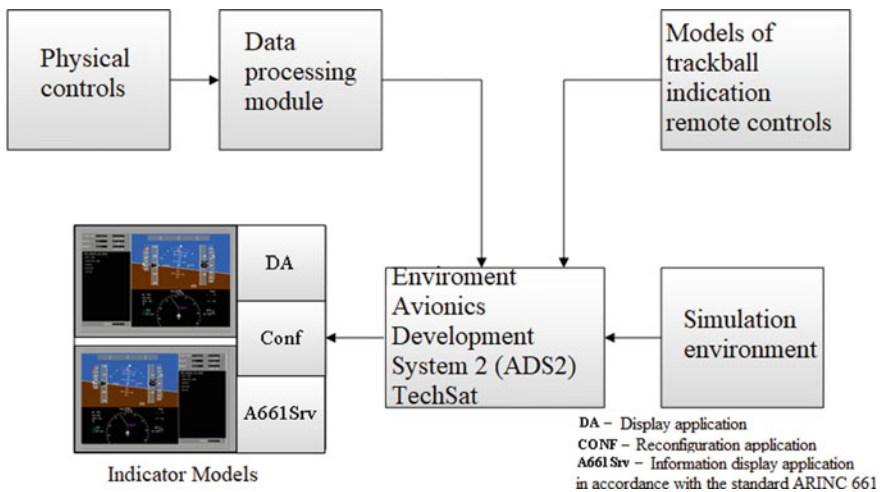 Physical
controls
Data
processing
module
Models of
trackball
indication
remote controls
DA
Conf
A661Srv
Enviroment
Avionics
Development
System 2 (ADS2)
TechSat
Simulation
environment
Indicator Models
DA – Display application
CONF – Reconfiguration application
A661Srv – Information display application
in accordance with the standard ARINC 661